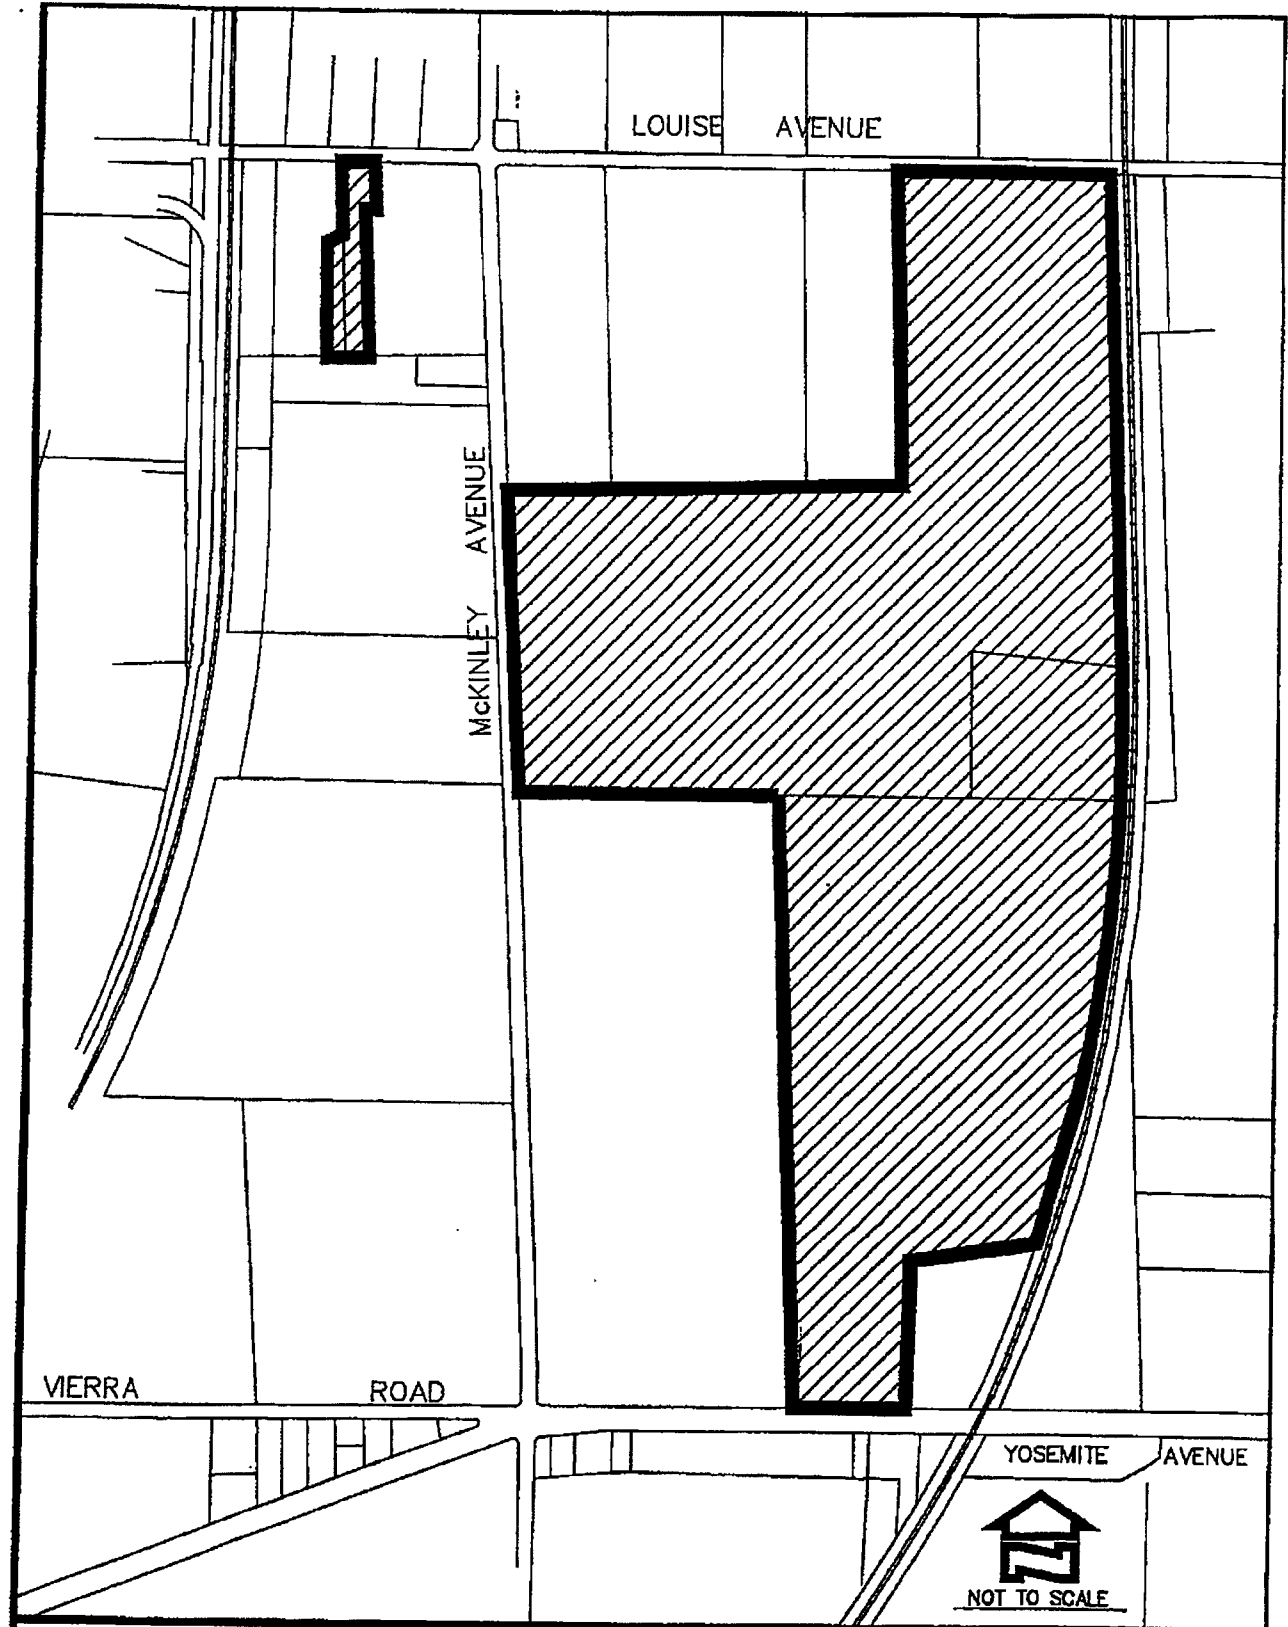 LOUISE AVENUE
McKINLEY AVENUE
VIERRA ROAD
YOSEMITE AVENUE
N
NOT TO SCALE